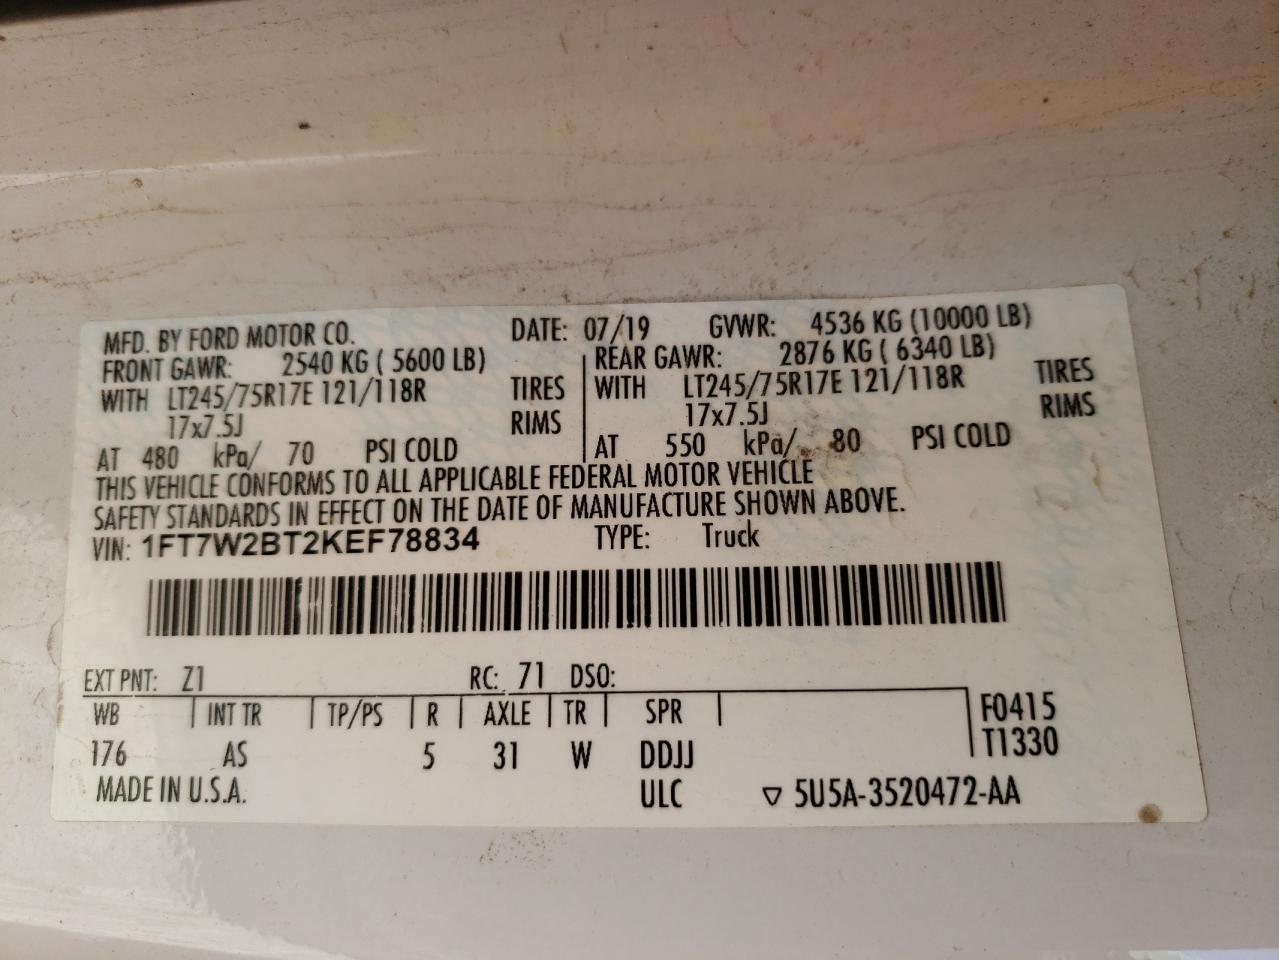 MFD. BY FORD MOTOR CO. DATE: 07/19 GVWR: 4536 KG (10000 LB)
FRONT GAWR: 2540 KG ( 5600 LB) REAR GAWR: 2876 KG ( 6340 LB)
WITH LT245/75R17E 121/118R TIRES WITH LT245/75R17E 121/118R TIRES
17x7.5J RIMS 17x7.5J RIMS
AT 480 kPa/ 70 PSI COLD AT 550 kPa/ 80 PSI COLD
THIS VEHICLE CONFORMS TO ALL APPLICABLE FEDERAL MOTOR VEHICLE
SAFETY STANDARDS IN EFFECT ON THE DATE OF MANUFACTURE SHOWN ABOVE.
VIN: 1FT7W2BT2KEF78834 TYPE: Truck
EXT PNT: Z1 RC: 71 DSO:
WB INT TR TP/PS R AXLE TR SPR F0415
176 AS 5 31 W DDJJ T1330
MADE IN U.S.A. ULC ▽ 5U5A-3520472-AA